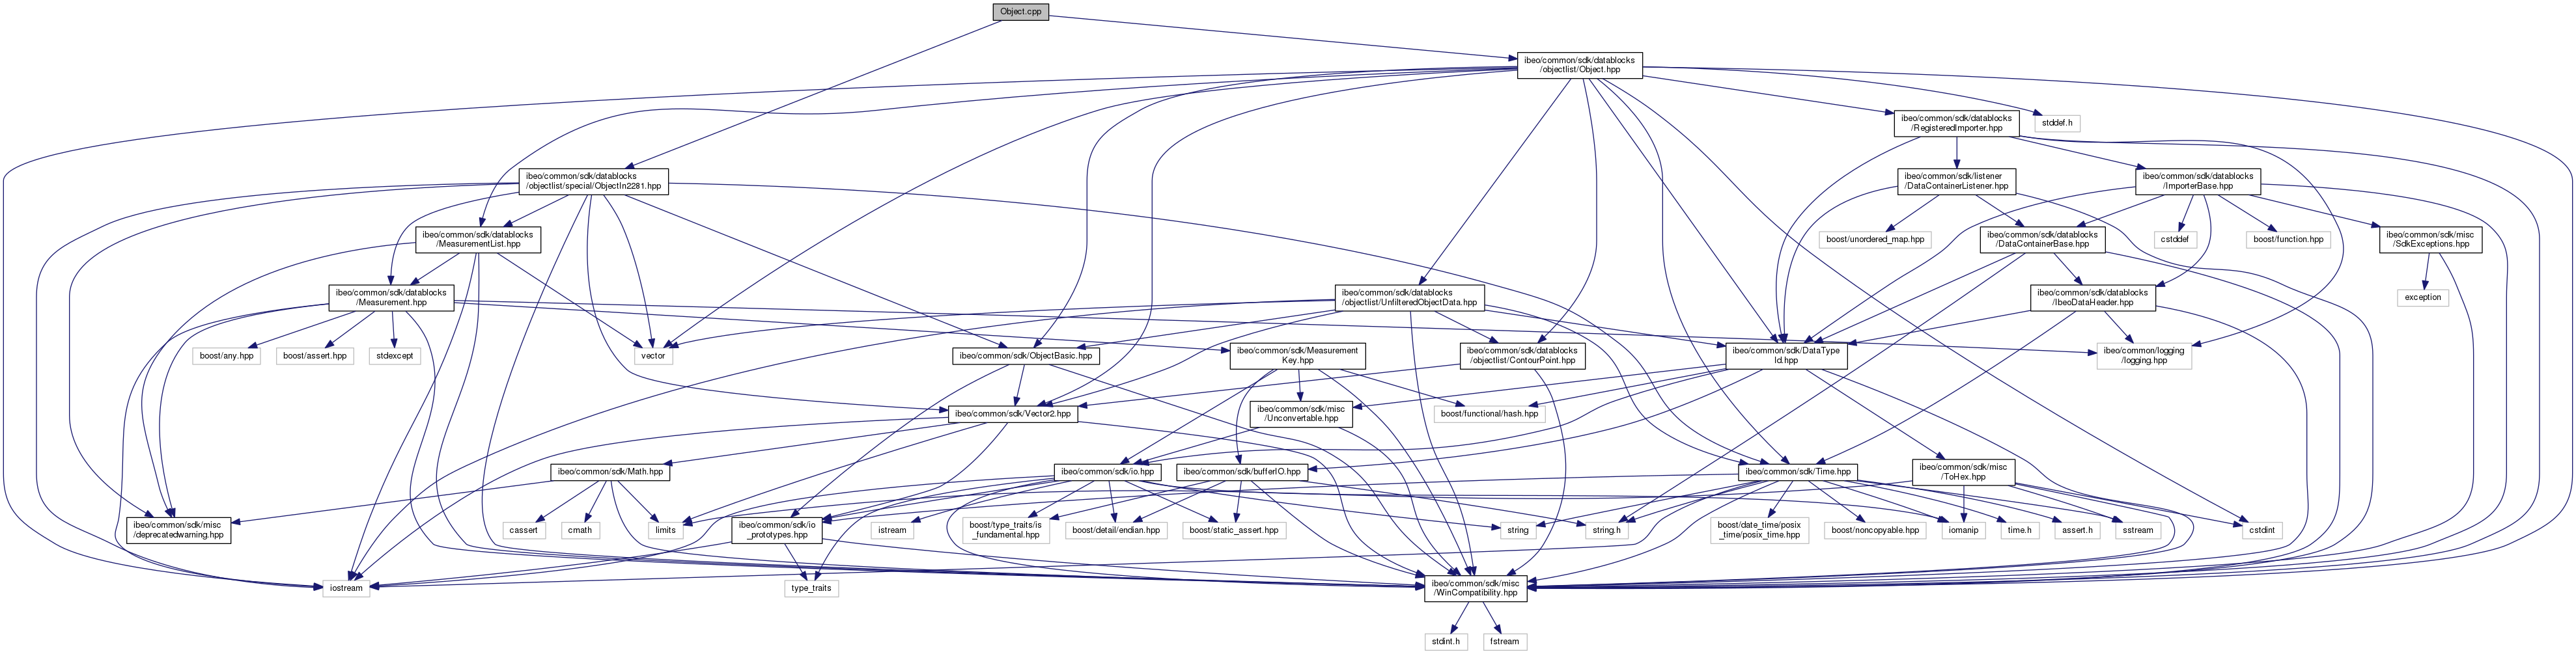 Object.cpp
ibeo/common/sdk/datablocks
/objectlist/Object.hpp
ibeo/common/sdk/datablocks
/RegisteredImporter.hpp
stddef.h
ibeo/common/sdk/datablocks
/objectlist/special/ObjectIn2281.hpp
ibeo/common/sdk/listener
/DataContainerListener.hpp
ibeo/common/sdk/datablocks
/ImporterBase.hpp
ibeo/common/sdk/datablocks
/MeasurementList.hpp
boost/unordered_map.hpp
ibeo/common/sdk/datablocks
/DataContainerBase.hpp
cstddef
boost/function.hpp
ibeo/common/sdk/misc
/SdkExceptions.hpp
ibeo/common/sdk/datablocks
/Measurement.hpp
ibeo/common/sdk/datablocks
/objectlist/UnfilteredObjectData.hpp
ibeo/common/sdk/datablocks
/IbeoDataHeader.hpp
exception
boost/any.hpp
boost/assert.hpp
stdexcept
vector
ibeo/common/sdk/ObjectBasic.hpp
ibeo/common/sdk/Measurement
Key.hpp
ibeo/common/sdk/datablocks
/objectlist/ContourPoint.hpp
ibeo/common/sdk/DataType
Id.hpp
ibeo/common/logging
/logging.hpp
ibeo/common/sdk/Vector2.hpp
ibeo/common/sdk/misc
/Unconvertable.hpp
boost/functional/hash.hpp
ibeo/common/sdk/Math.hpp
ibeo/common/sdk/io.hpp
ibeo/common/sdk/bufferIO.hpp
ibeo/common/sdk/Time.hpp
ibeo/common/sdk/misc
/ToHex.hpp
ibeo/common/sdk/misc
/deprecatedwarning.hpp
cassert
cmath
limits
ibeo/common/sdk/io
_prototypes.hpp
istream
boost/type_traits/is
_fundamental.hpp
boost/detail/endian.hpp
boost/static_assert.hpp
string
string.h
boost/date_time/posix
_time/posix_time.hpp
boost/noncopyable.hpp
iomanip
time.h
assert.h
sstream
cstdint
iostream
type_traits
ibeo/common/sdk/misc
/WinCompatibility.hpp
stdint.h
fstream